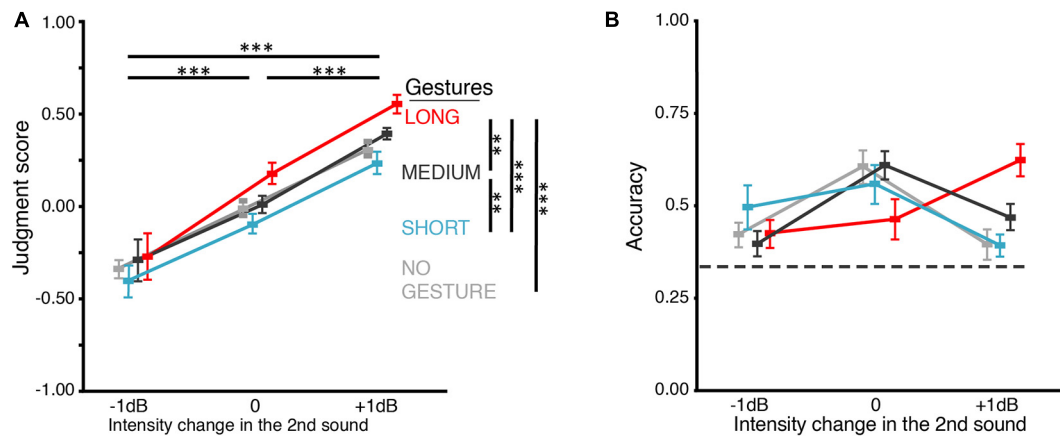 A
1.00
0.50
0.00
-0.50
-1.00
Judgment score
***
***
***
Gestures
LONG
MEDIUM
SHORT
NO
GESTURE
**
**
***
***
-1dB
0
+1dB
Intensity change in the 2nd sound
B
1.00
0.75
0.5
0.25
0.00
Accuracy
-1dB
0
+1dB
Intensity change in the 2nd sound